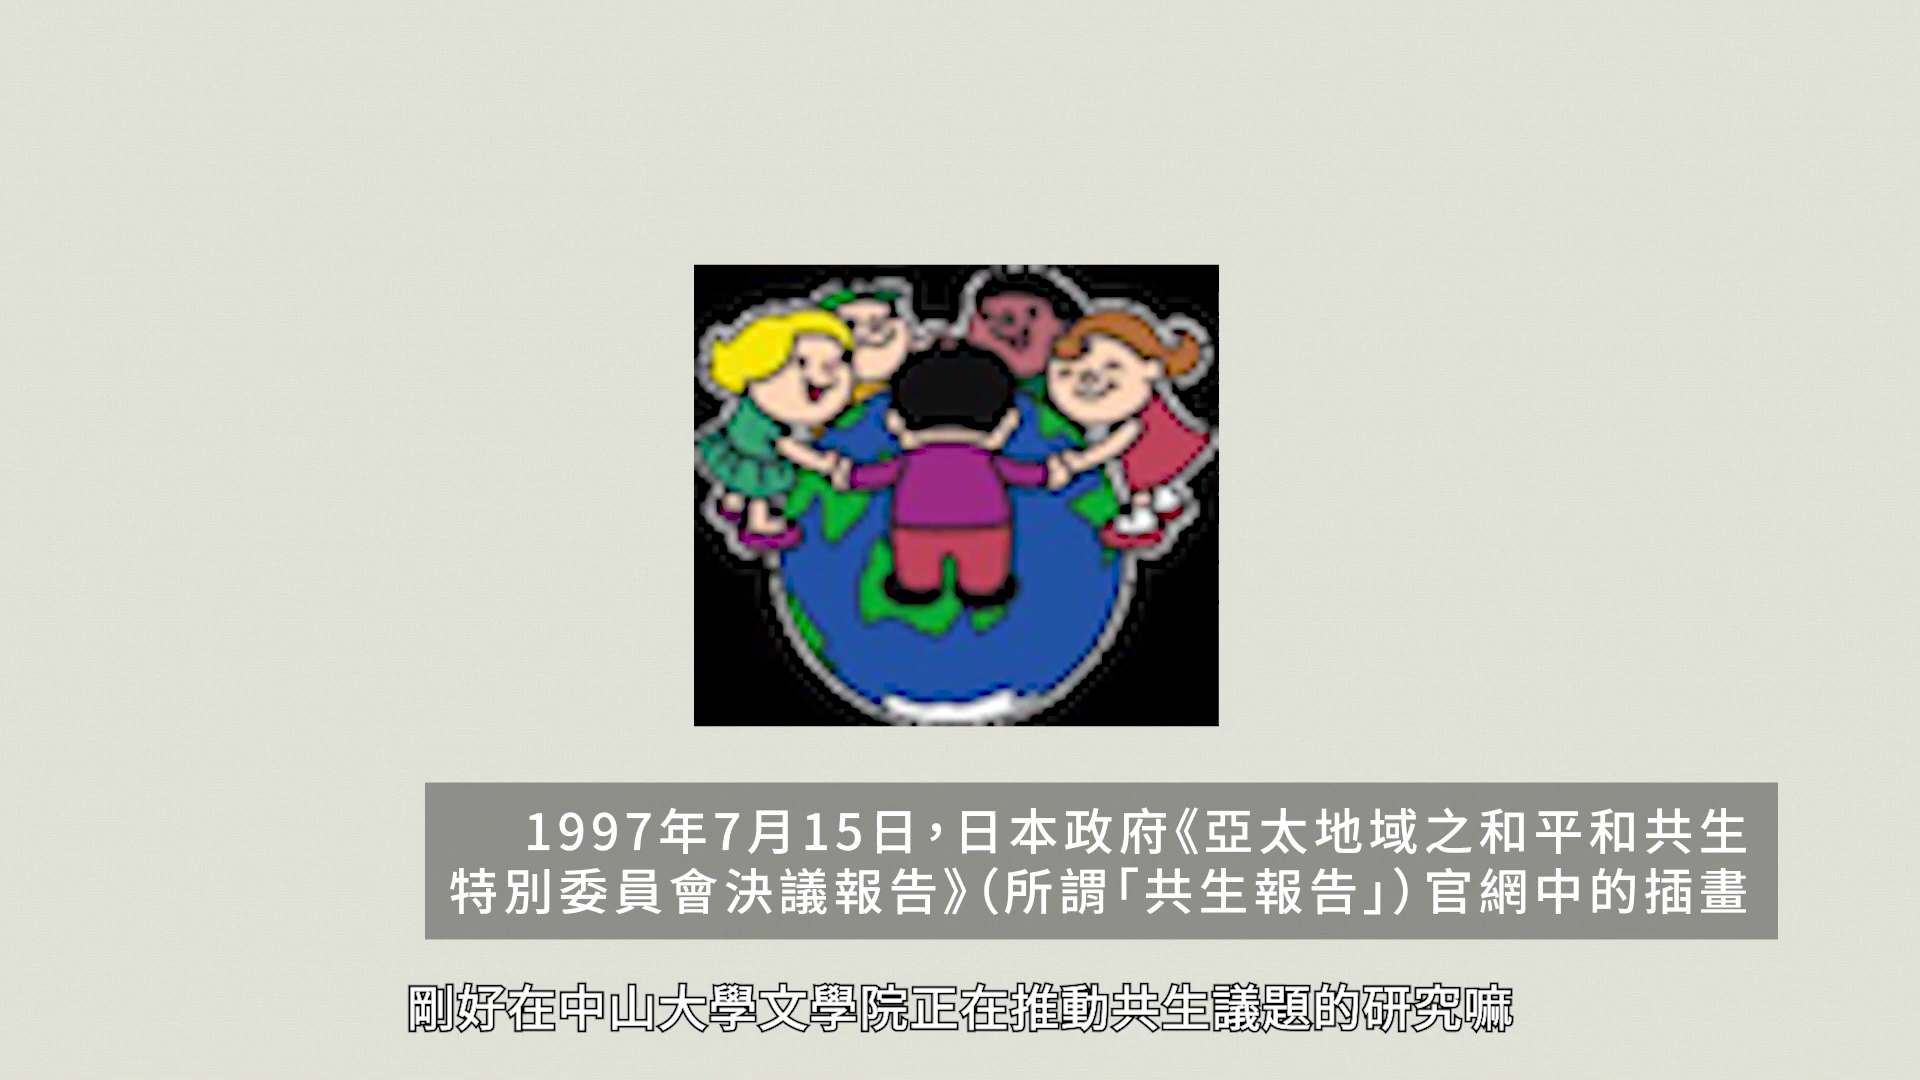 1997年7月15日，日本政府《亞太地域之和平和共生
特別委員會決議報告》（所謂「共生報告」）官網中的插畫
剛好在中山大學文學院正在推動共生議題的研究嘛